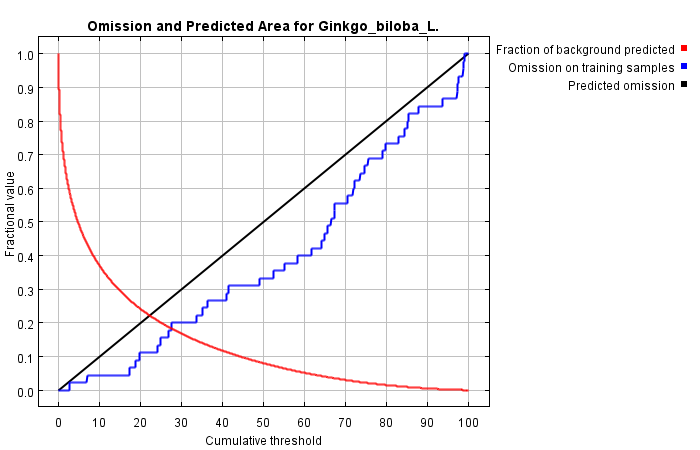 Omission and Predicted Area for Ginkgo_biloba_L.
Fraction of background predicted
Omission on training samples
Predicted omission
Fractional value
1.0
0.9
0.8
0.7
0.6
0.5
0.4
0.3
0.2
0.1
0.0
0 10 20 30 40 50 60 70 80 90 100
Cumulative threshold